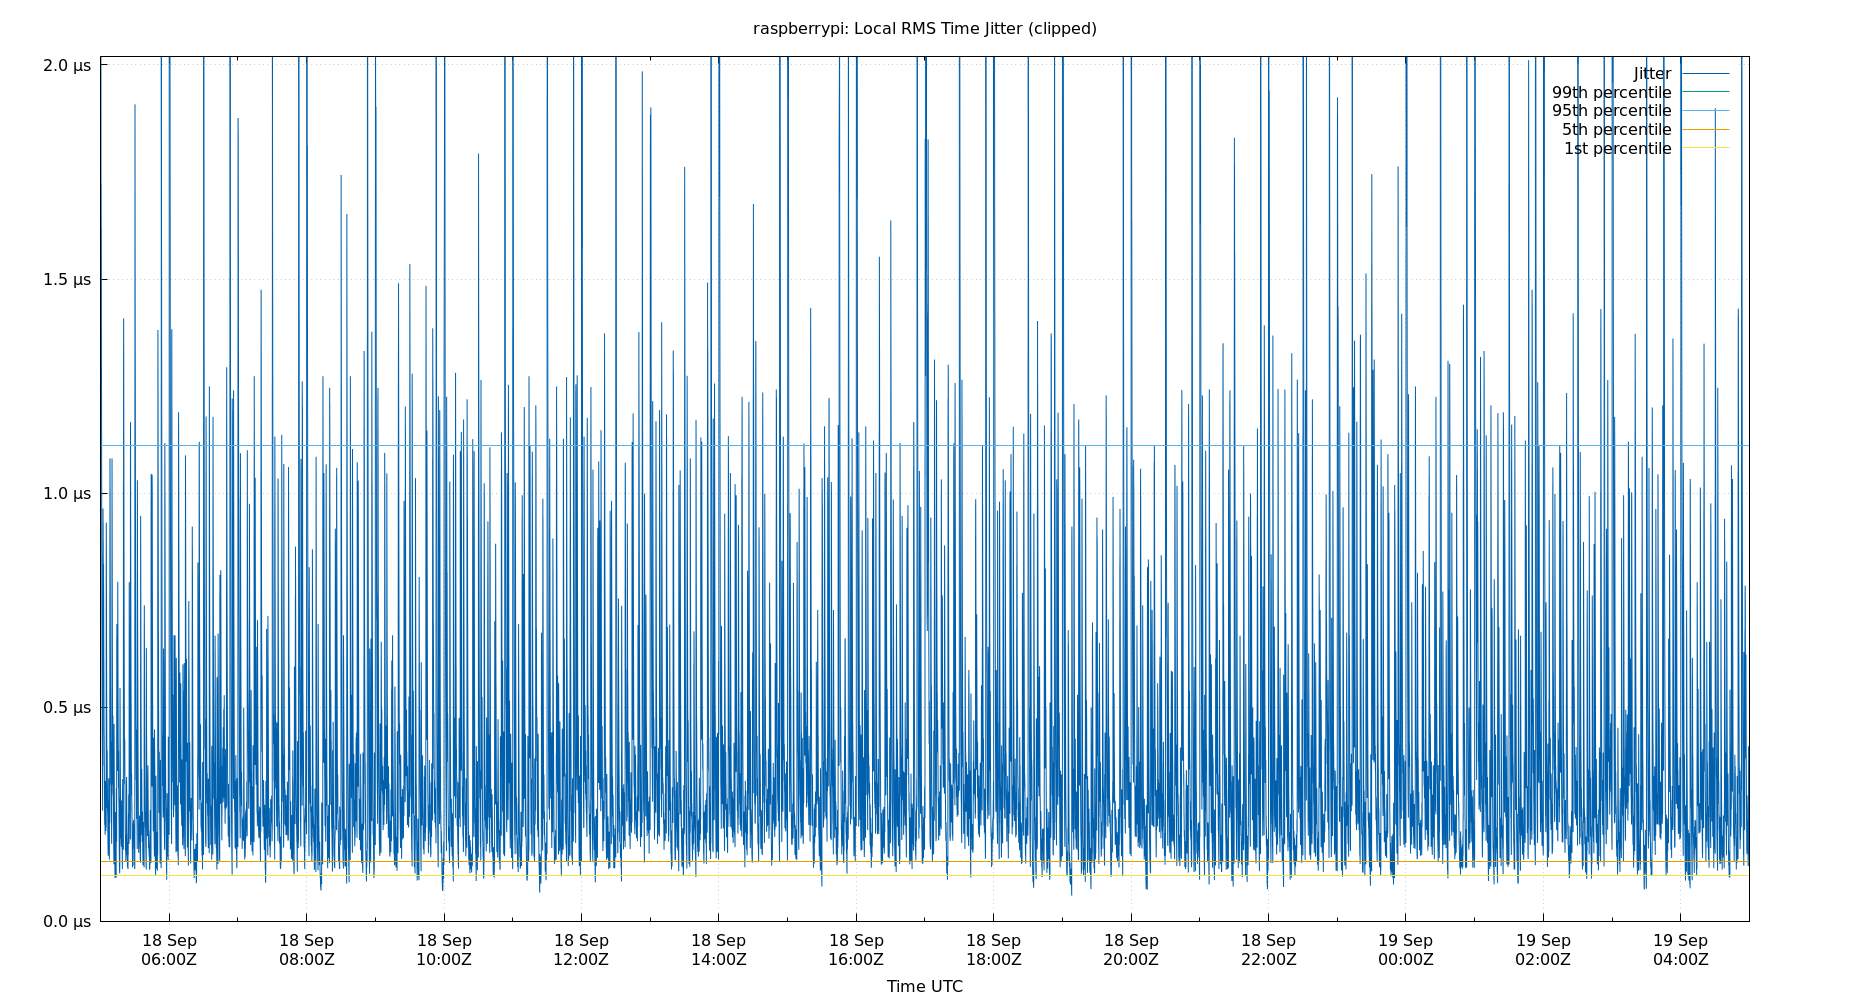 raspberrypi: Local RMS Time Jitter (clipped)
2.0 µs
1.5 µs
1.0 µs
0.5 µs
0.0 µs
Jitter
99th percentile
95th percentile
5th percentile
1st percentile
18 Sep 18 Sep 18 Sep 18 Sep 18 Sep 18 Sep 18 Sep 18 Sep 18 Sep 19 Sep 19 Sep 19 Sep
06:00Z 08:00Z 10:00Z 12:00Z 14:00Z 16:00Z 18:00Z 20:00Z 22:00Z 00:00Z 02:00Z 04:00Z
Time UTC